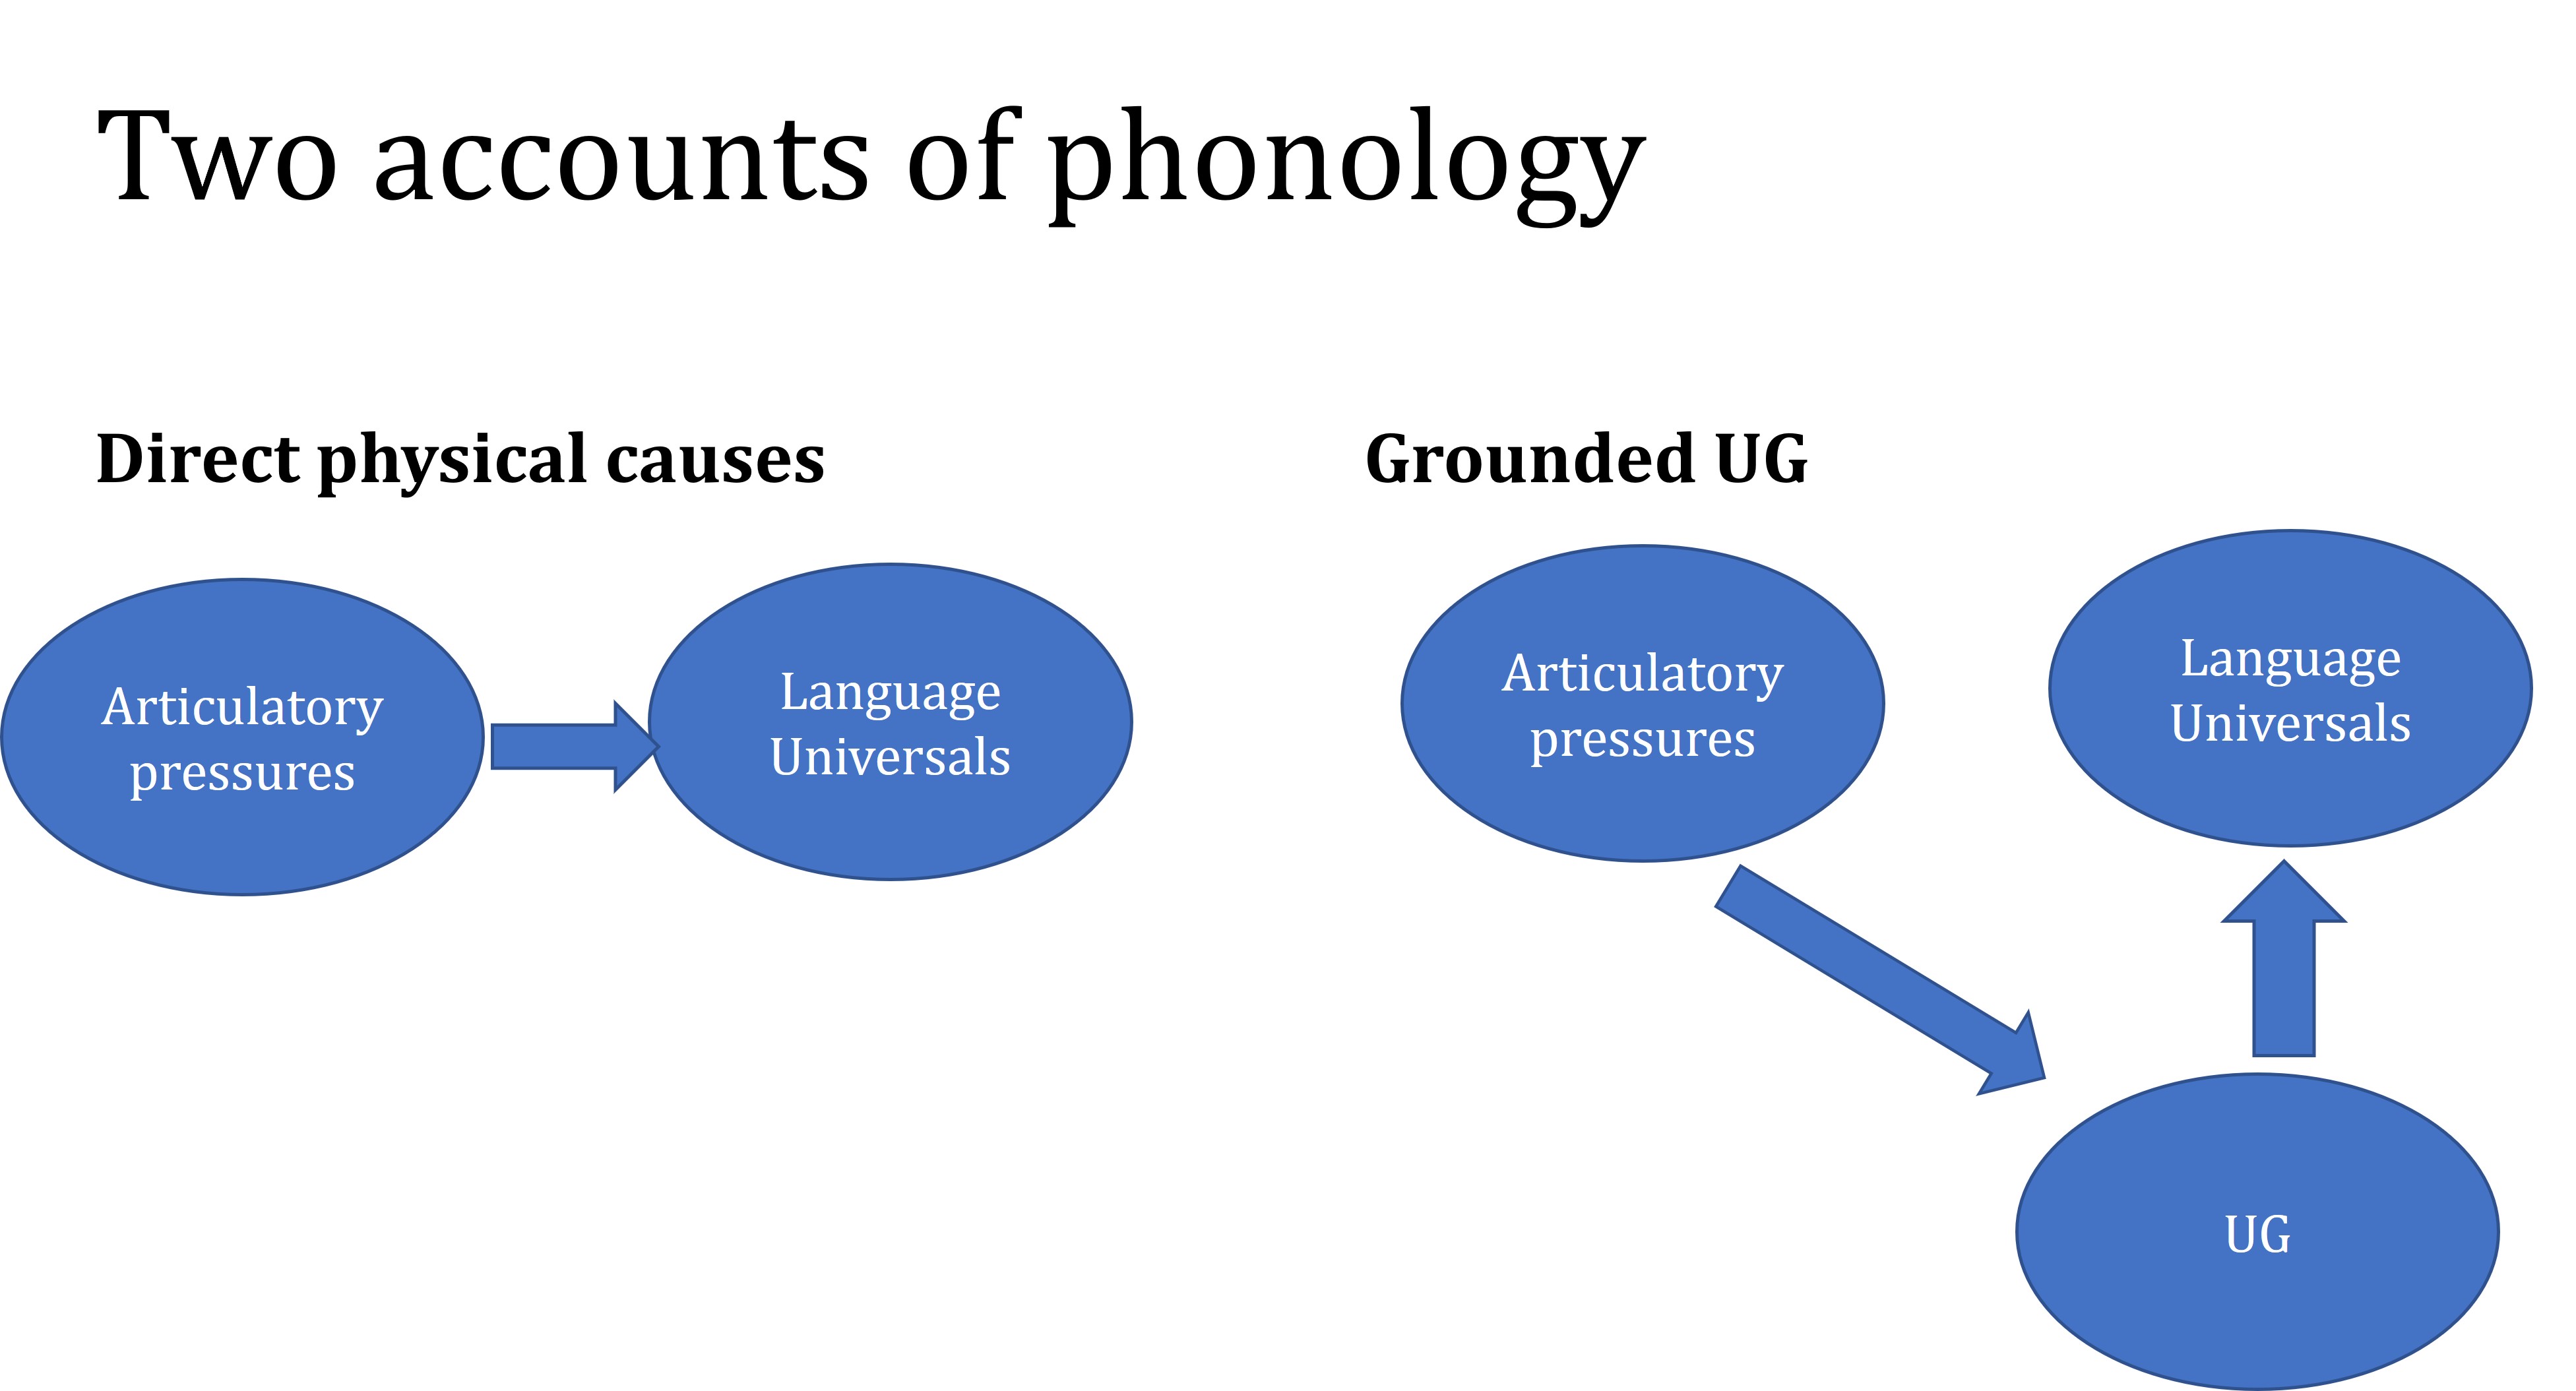 Two accounts of phonology
Direct physical causes
Articulatory
pressures
Language
Universals
Grounded UG
Articulatory
pressures
Language
Universals
UG